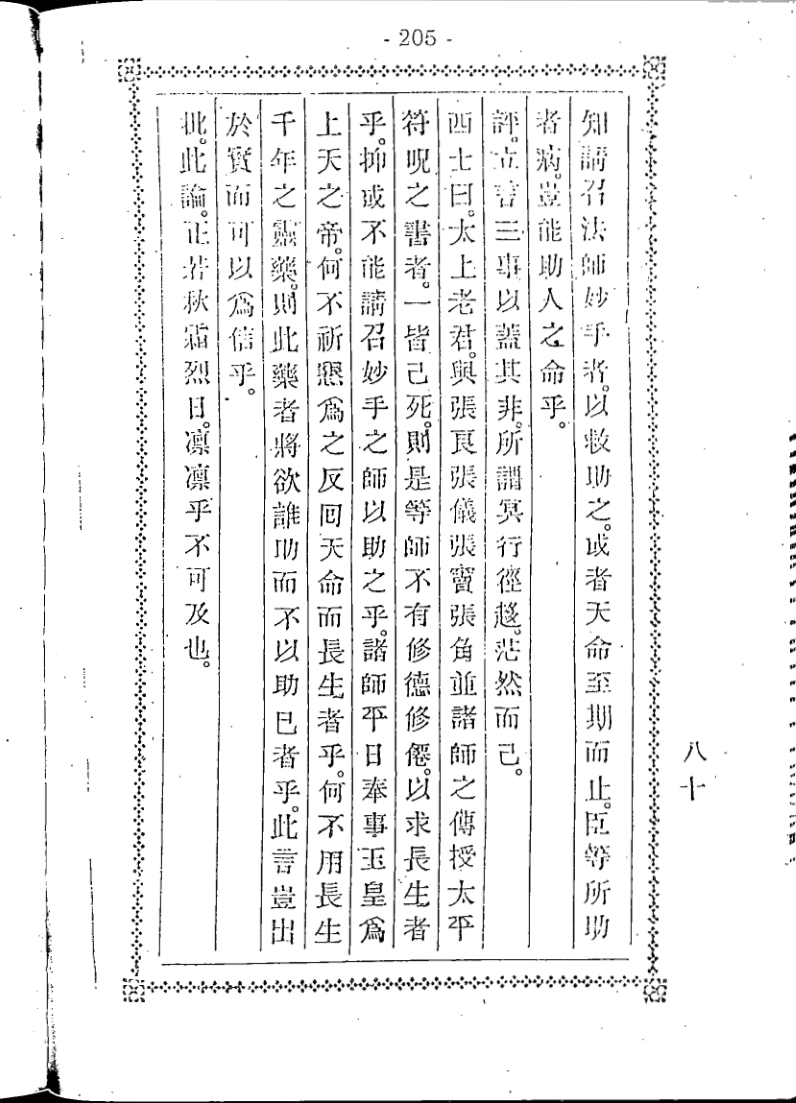 - 205 -
知請召法師妙手者。以救助之。或者天命至期而止。臣等所助
者病。豈能助人之命乎。
評。立言三事以蓋其非。所謂冥行徑趍。茫然而己。
西士曰。太上老君。與張良張儀張寶張角並諸師之傳授太平
符呪之書者。一皆已死。則是等師不有修德修僊。以求長生者
乎。抑或不能請召妙手之師以助之乎。諸師平日奉事玉皇爲
上天之帝。何不祈懇爲之反囘天命而長生者乎。何不用長生
千年之靈藥。則此藥者將欲誰助而不以助已者乎。此言豈出
於實而可以爲信乎。
批。此論。正若秋霜烈日。凛凛乎不可及也。
八十